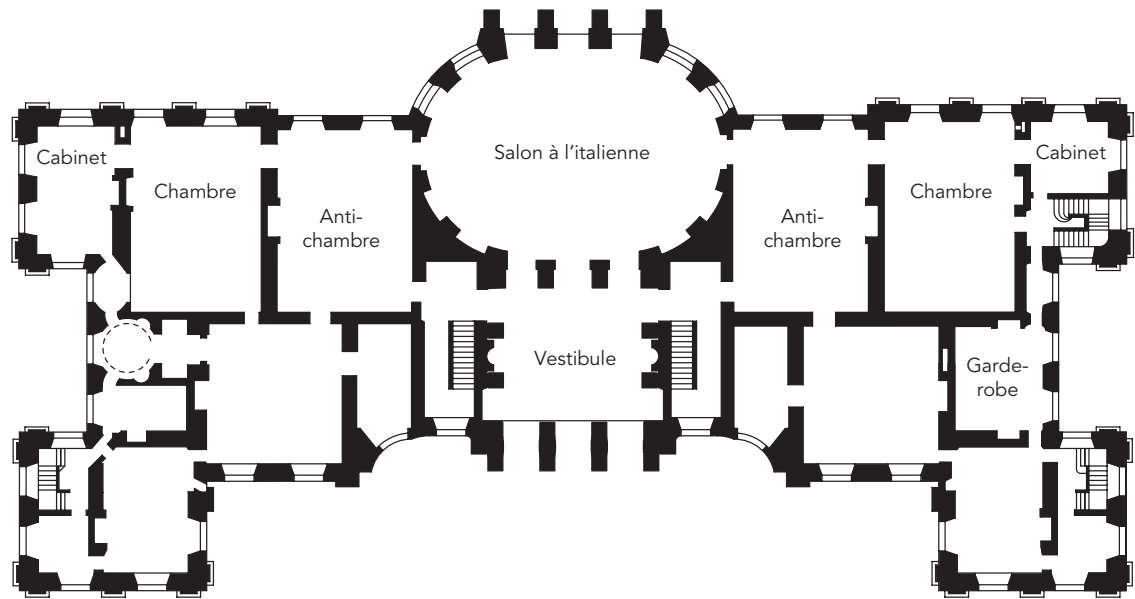 Cabinet
Chambre
Anti-
chambre
Salon à l’italienne
Anti-
chambre
Chambre
Cabinet
Vestibule
Garde-
robe